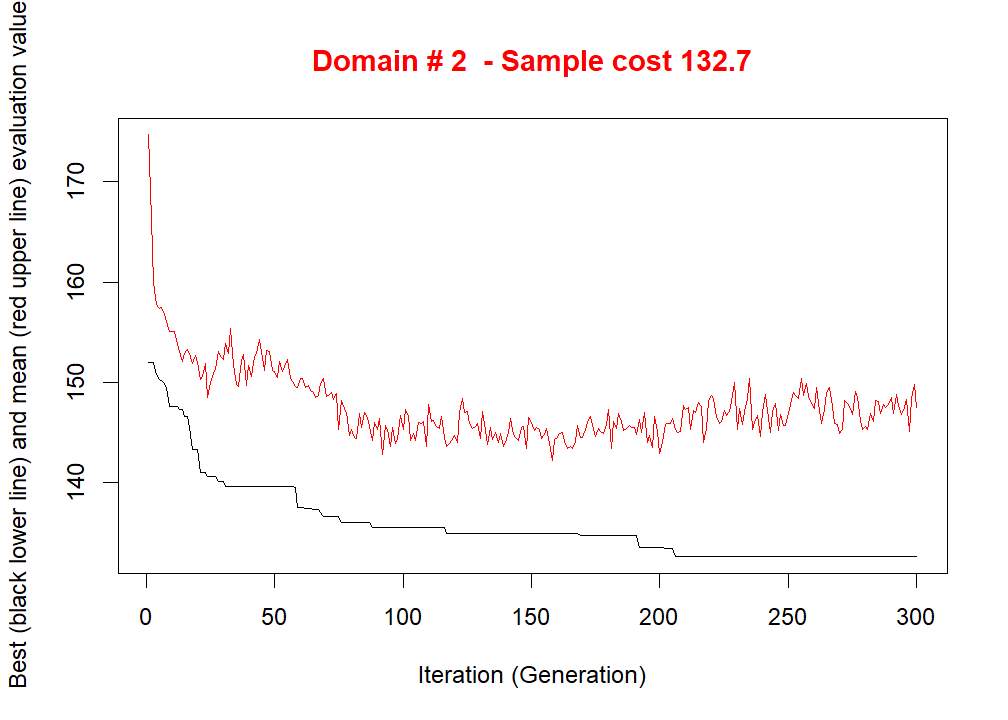 Domain # 2  - Sample cost 132.7
Best (black lower line) and mean (red upper line) evaluation value
170
160
150
140
0 50 100 150 200 250 300
Iteration (Generation)